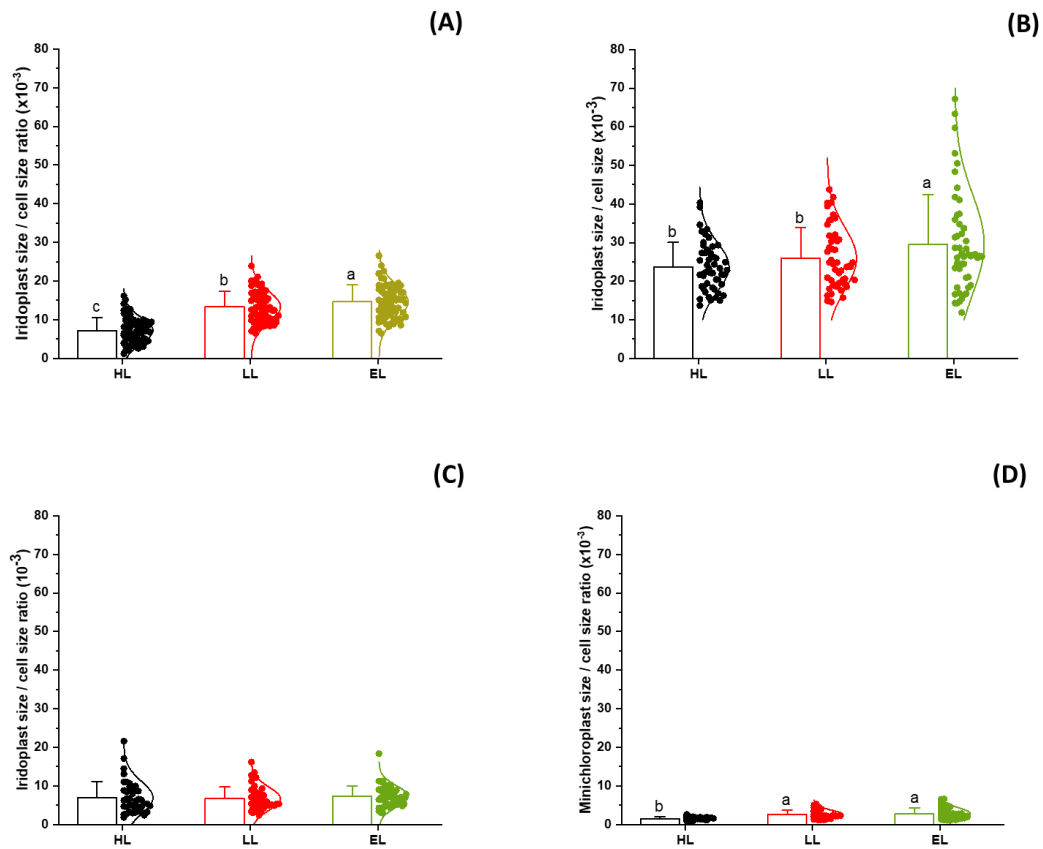 (A)
Iridoplast size / cell size ratio (x10⁻³)
80
70
60
50
40
30
20
10
0
c
b
a
HL
LL
EL
(B)
Iridoplast size / cell size (x10⁻³)
80
70
60
50
40
30
20
10
0
b
b
a
HL
LL
EL
(C)
Iridoplast size / cell size ratio (10⁻³)
80
70
60
50
40
30
20
10
0
HL
LL
EL
(D)
Minichloroplast size / cell size ratio (x10⁻³)
80
70
60
50
40
30
20
10
0
b
a
a
HL
LL
EL